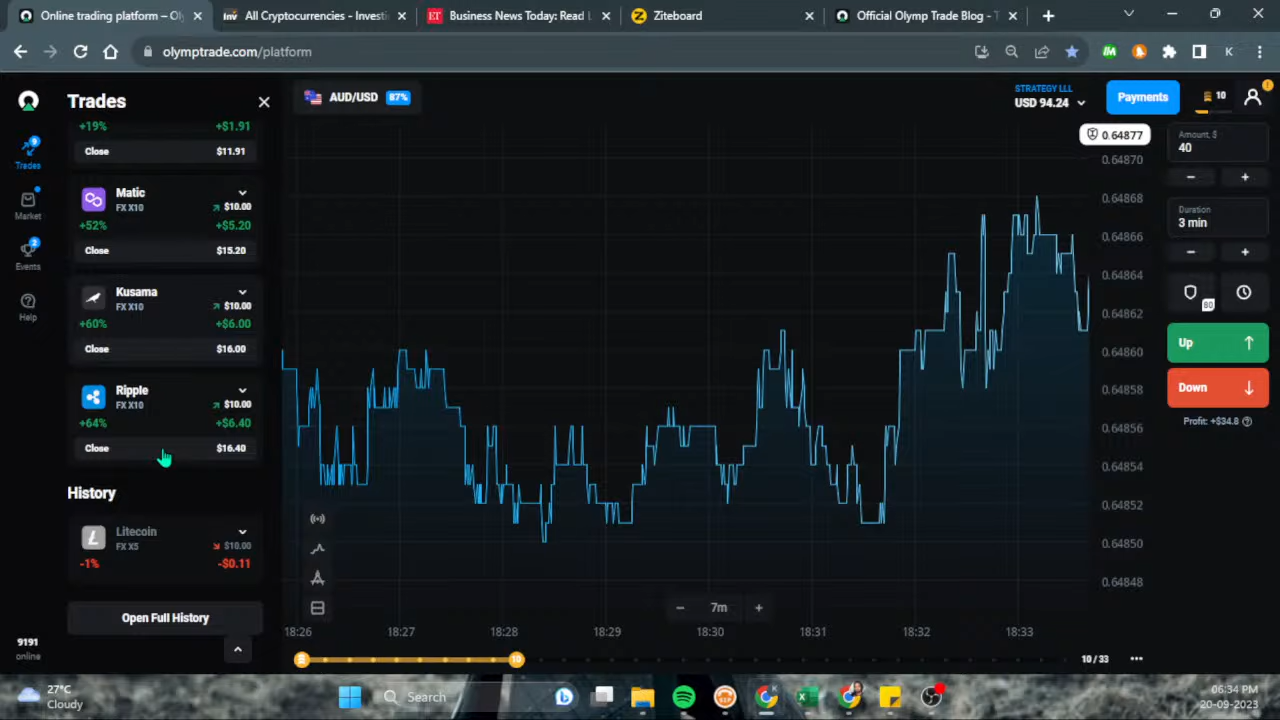 Online trading platform – Ol
All Cryptocurrencies - Investi
Business News Today: Read L
Ziteboard
Official Olymp Trade Blog - T
olymptrade.com/platform
K
Trades
AUD/USD 87%
STRATEGY LLL
USD 94.24
Payments
10
+19% +$1.91
Close $11.91
Matic
FX X10 $10.00
+52% +$5.20
Close $15.20
Kusama
FX X10 $10.00
+60% +$6.00
Close $16.00
Ripple
FX X10 $10.00
+64% +$6.40
Close $16.40
History
Litecoin
FX X5 $10.00
-1% -$0.11
Open Full History
9
Trades
Market
2
Events
Help
9191
online
0.64877
0.64870
0.64868
0.64866
0.64864
0.64862
0.64860
0.64858
0.64856
0.64854
0.64852
0.64850
0.64848
Amount, $
40
Duration
3 min
80
Up
Down
Profit: +$34.8
7m
18:26 18:27 18:28 18:29 18:30 18:31 18:32 18:33
10
10 / 33
27°C
Cloudy
Search
06:34 PM
20-09-2023